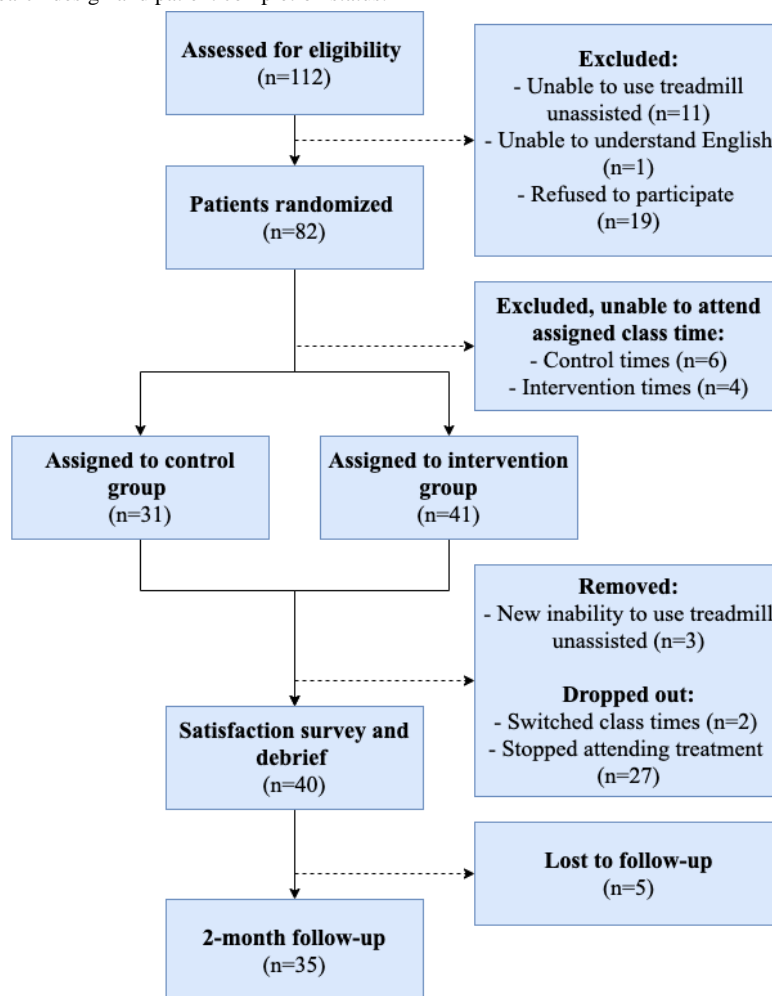 Assessed for eligibility
(n=112)
Excluded:
- Unable to use treadmill
unassisted (n=11)
- Unable to understand English
(n=1)
- Refused to participate
(n=19)
Patients randomized
(n=82)
Excluded, unable to attend
assigned class time:
- Control times (n=6)
- Intervention times (n=4)
Assigned to control
group
(n=31)
Assigned to intervention
group
(n=41)
Removed:
- New inability to use treadmill
unassisted (n=3)
Dropped out:
- Switched class times (n=2)
- Stopped attending treatment
(n=27)
Satisfaction survey and
debrief
(n=40)
Lost to follow-up
(n=5)
2-month follow-up
(n=35)